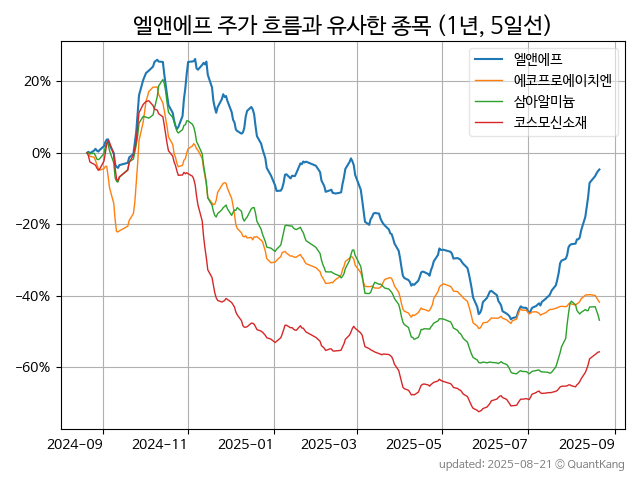 엘앤에프 주가 흐름과 유사한 종목 (1년, 5일선)
엘앤에프
에코프로에이치엔
삼아알미늄
코스모신소재
20%
0%
−20%
−40%
−60%
2024-09
2024-11
2025-01
2025-03
2025-05
2025-07
2025-09
updated: 2025-08-21 © QuantKang